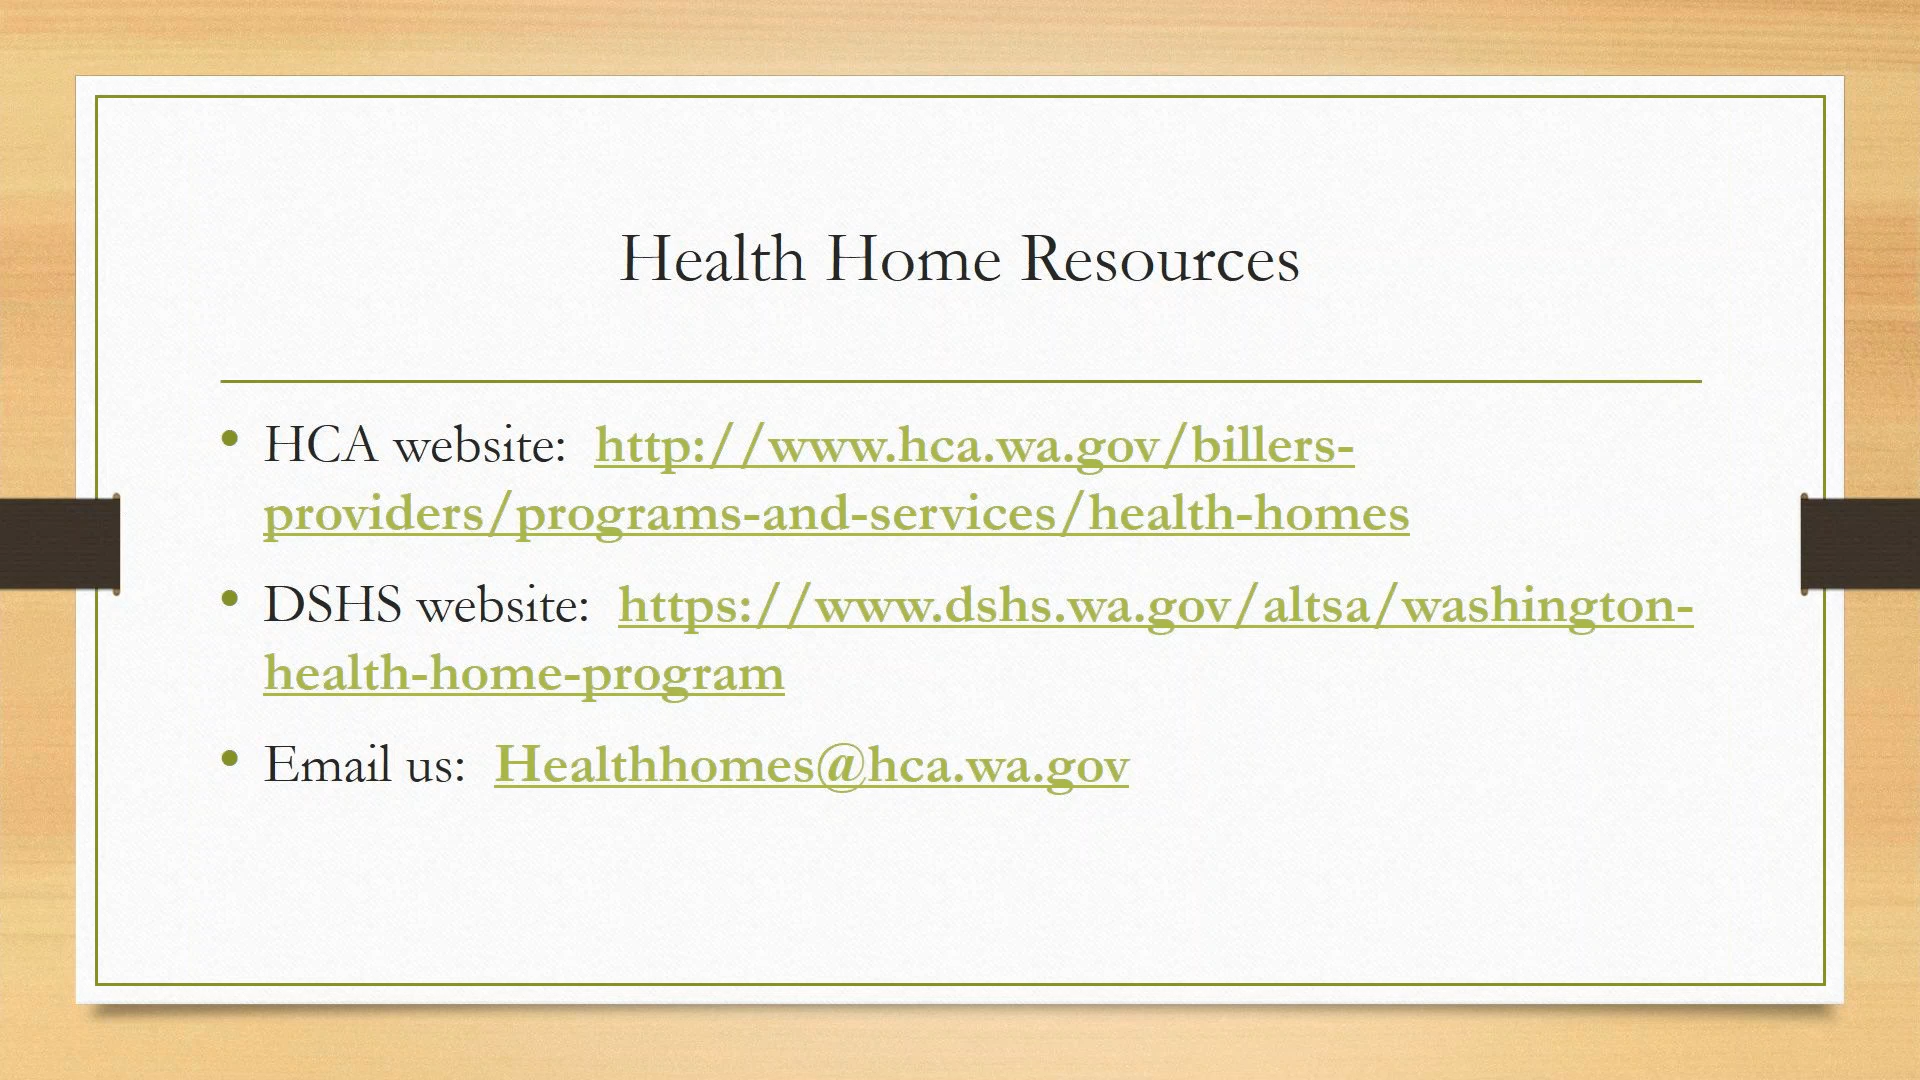 Health Home Resources
• HCA website: http://www.hca.wa.gov/billers-
providers/programs-and-services/health-homes
• DSHS website: https://www.dshs.wa.gov/altsa/washington-
health-home-program
• Email us: Healthhomes@hca.wa.gov